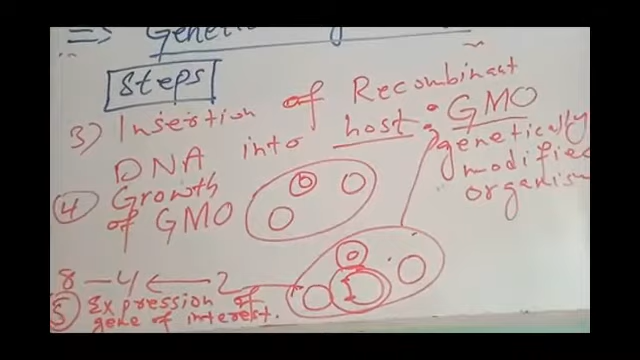 => Genetic
Steps
3) Insertion of Recombinant
DNA into host: GMO
genetically
modified
organism
4) Growth
of GMO
8 — 4 ← 2
5) Expression of
gene of interest.